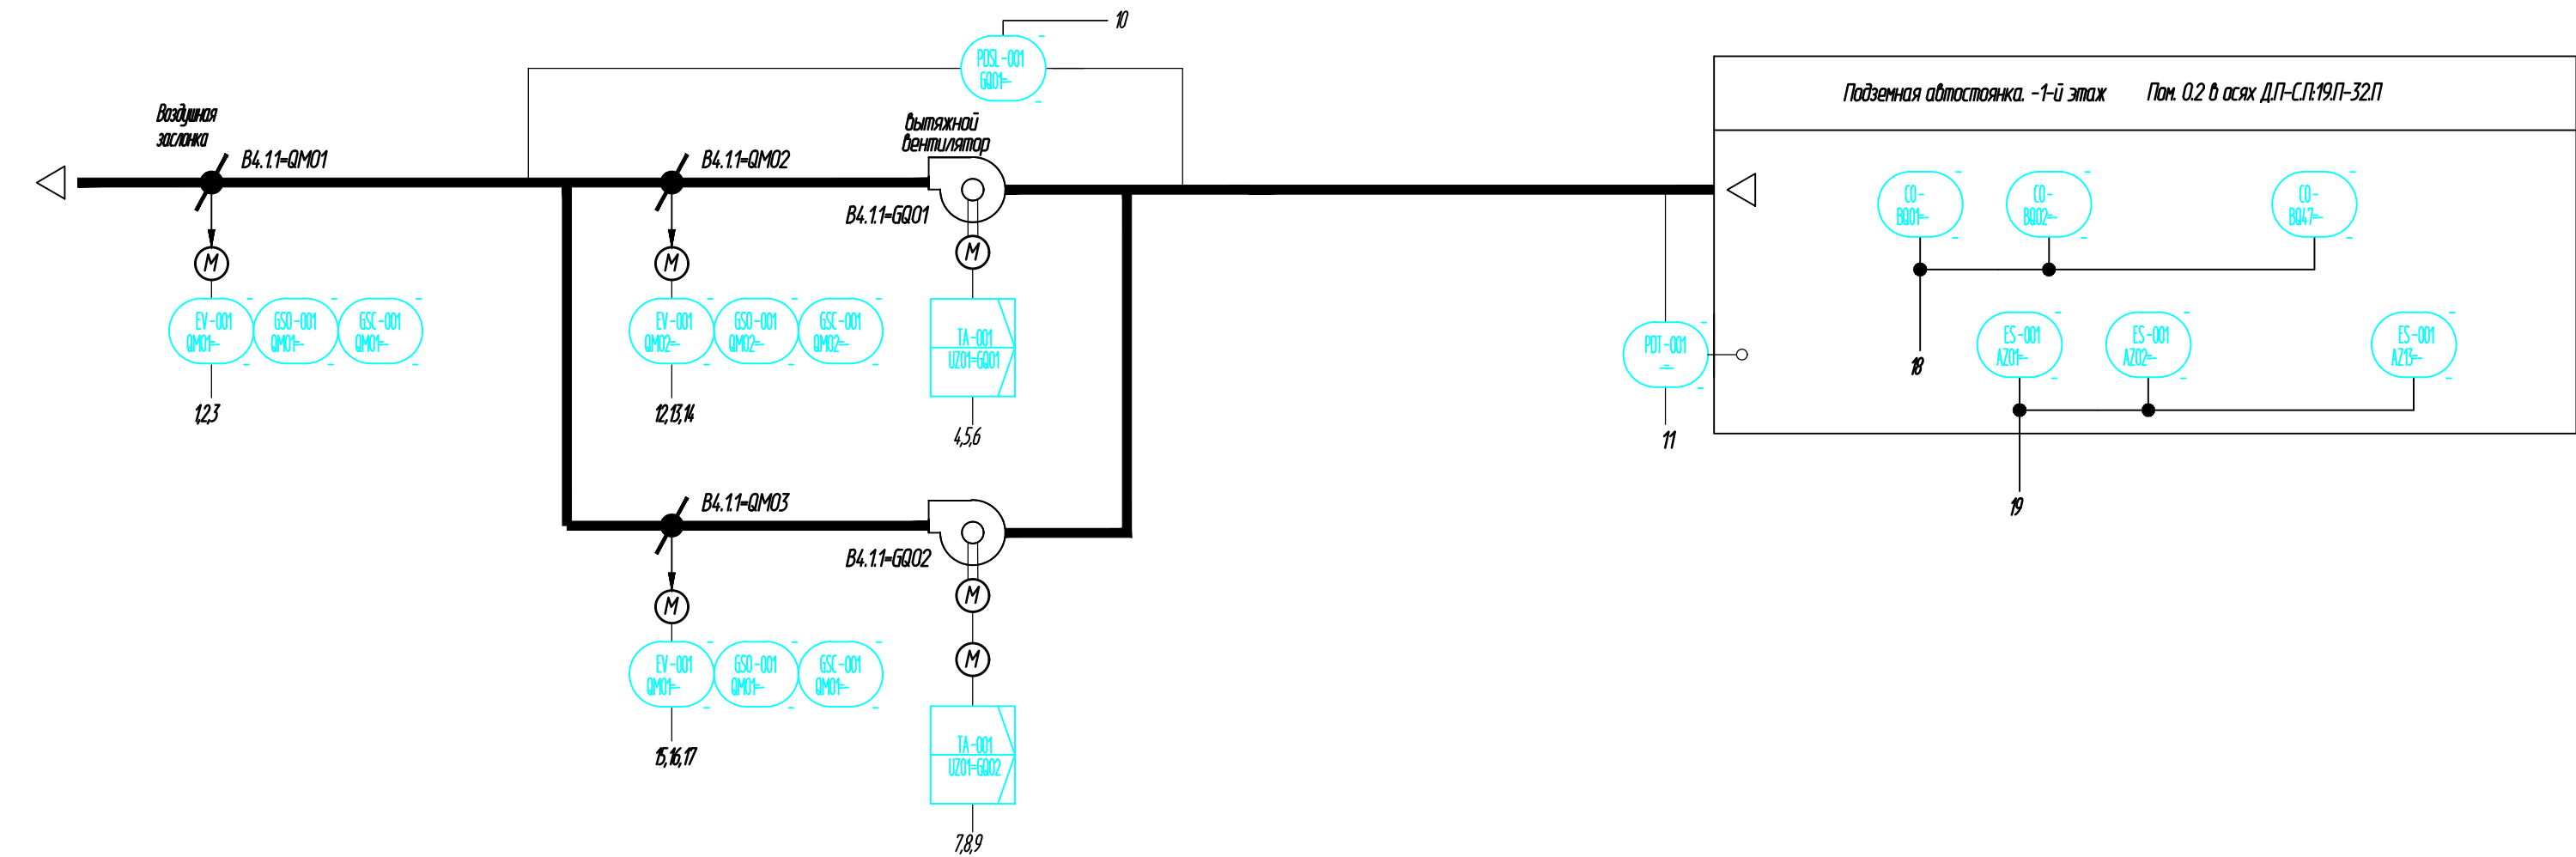 10
PDSL-001
GQ01=-
Подземная автостоянка. -1-й этаж
Пом. 0.2 в осях Д.П-С.П:19.П-32.П
Воздушная
заслонка
B4.1.1=QM01
B4.1.1=QM02
вытяжной
вентилятор
B4.1.1=GQ01
CO-
BQ01=-
CO-
BQ02=-
CO-
BQ47=-
M
M
M
EV-001
QM01=-
GSO-001
QM01=-
GSC-001
QM01=-
EV-001
QM02=-
GSO-001
QM02=-
GSC-001
QM02=-
TA-001
UZ01=GQ01
PDT-001
-
ES-001
AZ01=-
ES-001
AZ02=-
ES-001
AZ13=-
18
1,2,3
12,13,14
4,5,6
11
19
B4.1.1=QM03
B4.1.1=GQ02
M
M
M
EV-001
QM01=-
GSO-001
QM01=-
GSC-001
QM01=-
TA-001
UZ01=GQ02
15,16,17
7,8,9